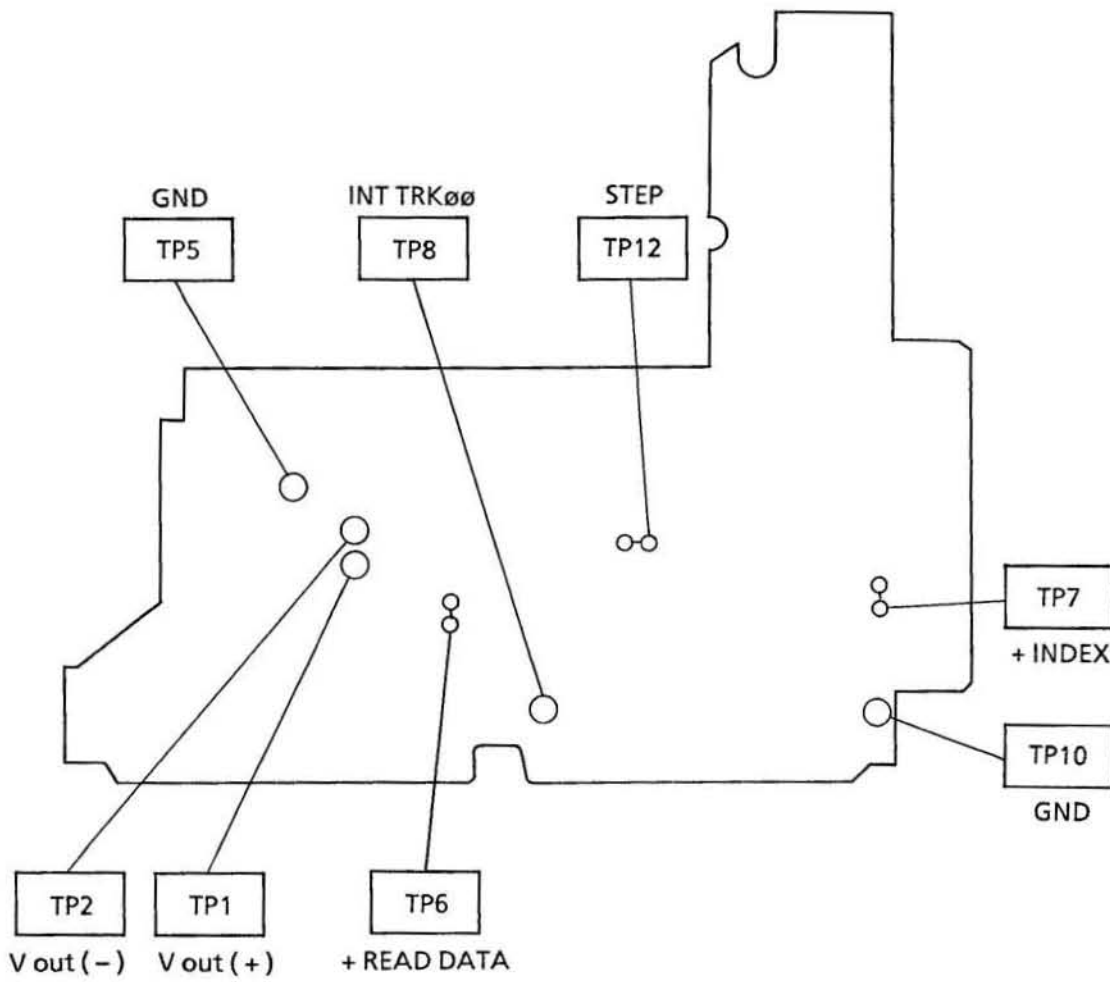 GND
TP5
INT TRKøø
TP8
STEP
TP12
TP7
+ INDEX
TP10
GND
TP2
V out ( − )
TP1
V out ( + )
TP6
+ READ DATA